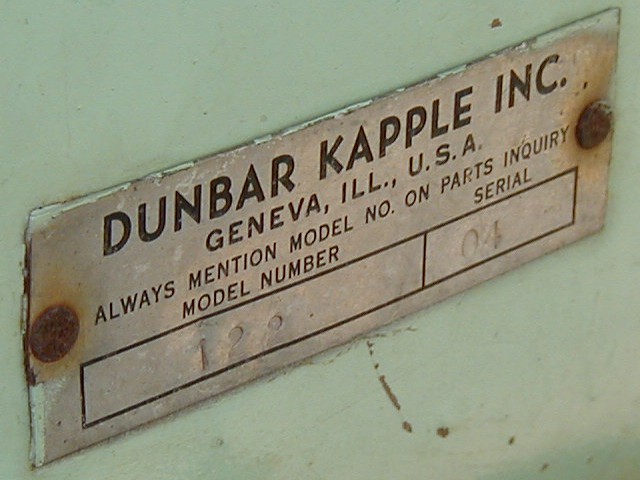 DUNBAR KAPPLE INC.
GENEVA, ILL., U.S.A.
ALWAYS MENTION MODEL NO. ON PARTS INQUIRY
MODEL NUMBER SERIAL
04